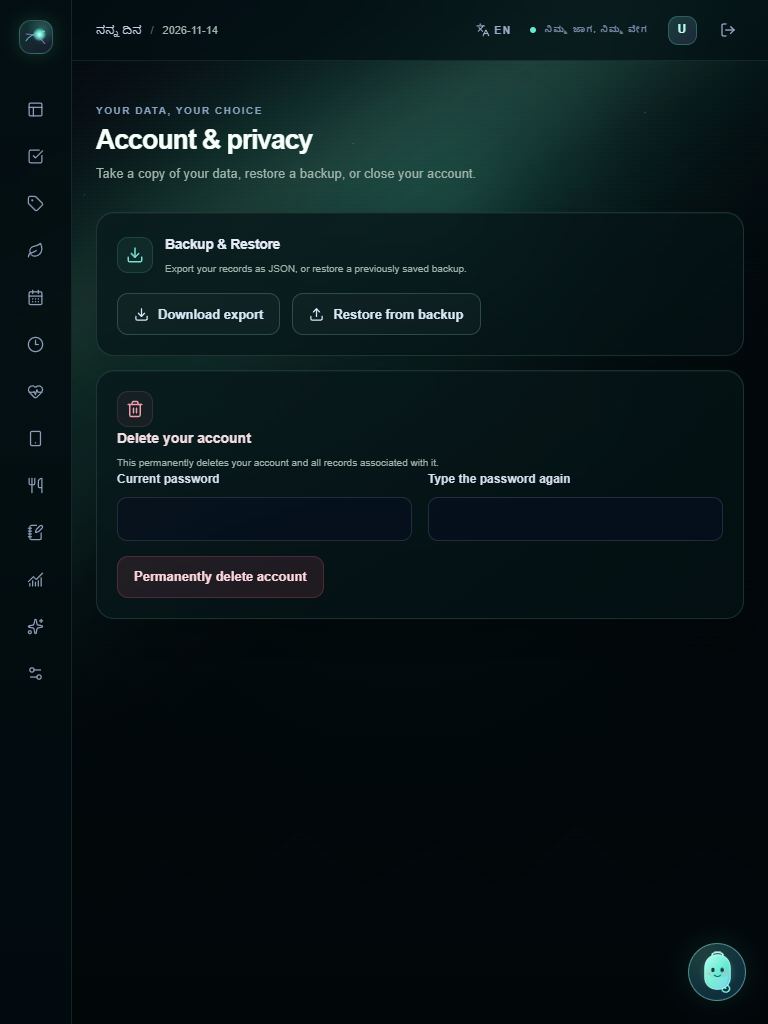 ನನ್ನ ದಿನ / 2026-11-14
EN
ನಿಮ್ಮ ಜಾಗ. ನಿಮ್ಮ ವೇಗ
U
YOUR DATA, YOUR CHOICE
Account & privacy
Take a copy of your data, restore a backup, or close your account.
Backup & Restore
Export your records as JSON, or restore a previously saved backup.
Download export
Restore from backup
Delete your account
This permanently deletes your account and all records associated with it.
Current password
Type the password again
Permanently delete account